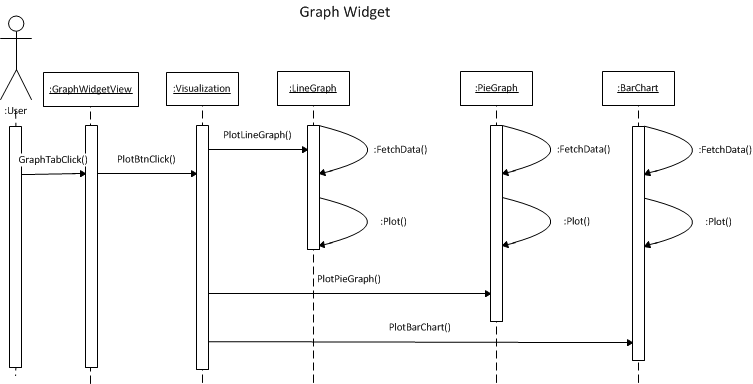 Graph Widget
:User
:GraphWidgetView
:Visualization
:LineGraph
:PieGraph
:BarChart
PlotLineGraph()
:FetchData()
:FetchData()
:FetchData()
GraphTabClick()
PlotBtnClick()
:Plot()
:Plot()
:Plot()
PlotPieGraph()
PlotBarChart()